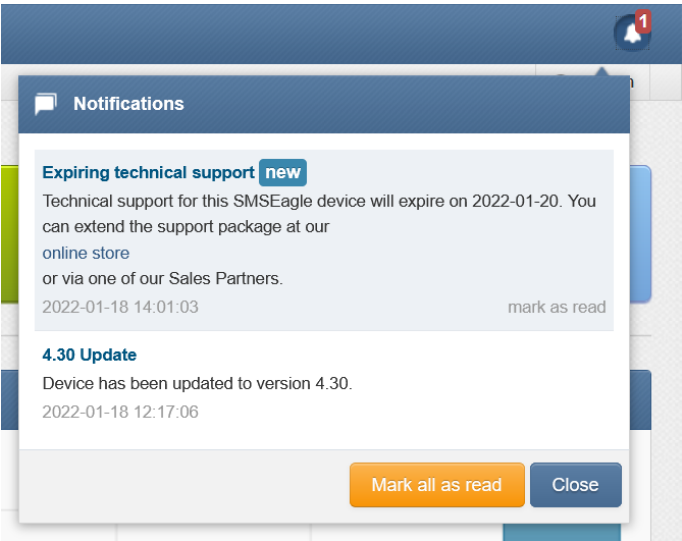 1
Notifications
Expiring technical support new
Technical support for this SMSEagle device will expire on 2022-01-20. You
can extend the support package at our
online store
or via one of our Sales Partners.
2022-01-18 14:01:03 mark as read
4.30 Update
Device has been updated to version 4.30.
2022-01-18 12:17:06
Mark all as read Close